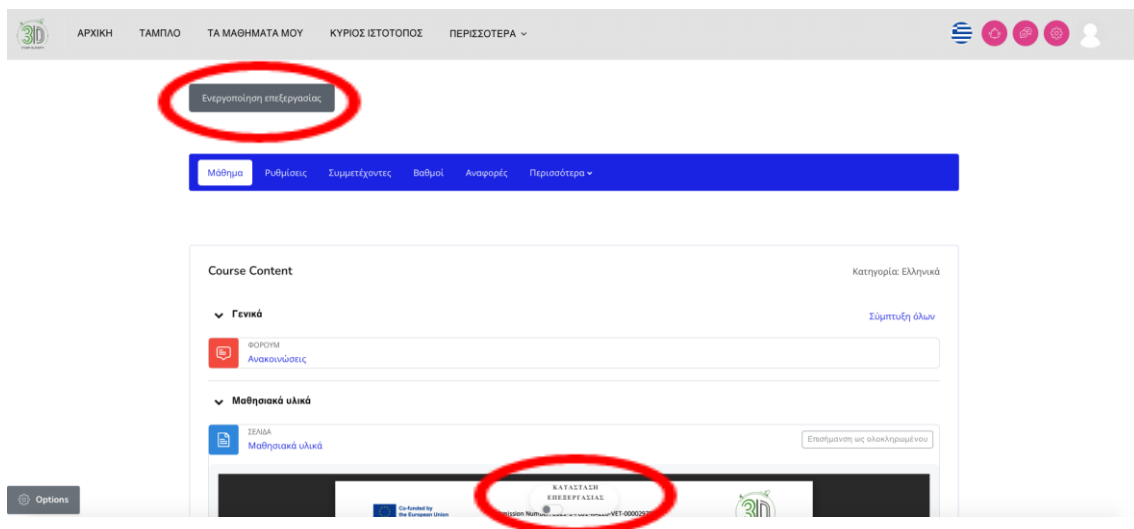 3D
ΑΡΧΙΚΗ ΤΑΜΠΛΟ ΤΑ ΜΑΘΗΜΑΤΑ ΜΟΥ ΚΥΡΙΟΣ ΙΣΤΟΤΟΠΟΣ ΠΕΡΙΣΣΟΤΕΡΑ
Ενεργοποίηση επεξεργασίας
Μάθημα Ρυθμίσεις Συμμετέχοντες Βαθμοί Αναφορές Περισσότερα
Course Content Κατηγορία: Ελληνικά
Γενικά Σύμπτυξη όλων
ΦΟΡΟΥΜ
Ανακοινώσεις
Μαθησιακά υλικά
ΣΕΛΙΔΑ
Μαθησιακά υλικά Επισήμανση ως ολοκληρωμένου
ΚΑΤΑΣΤΑΣΗ
ΕΠΕΞΕΡΓΑΣΙΑΣ
Options
Co-funded by
the European Union
3D